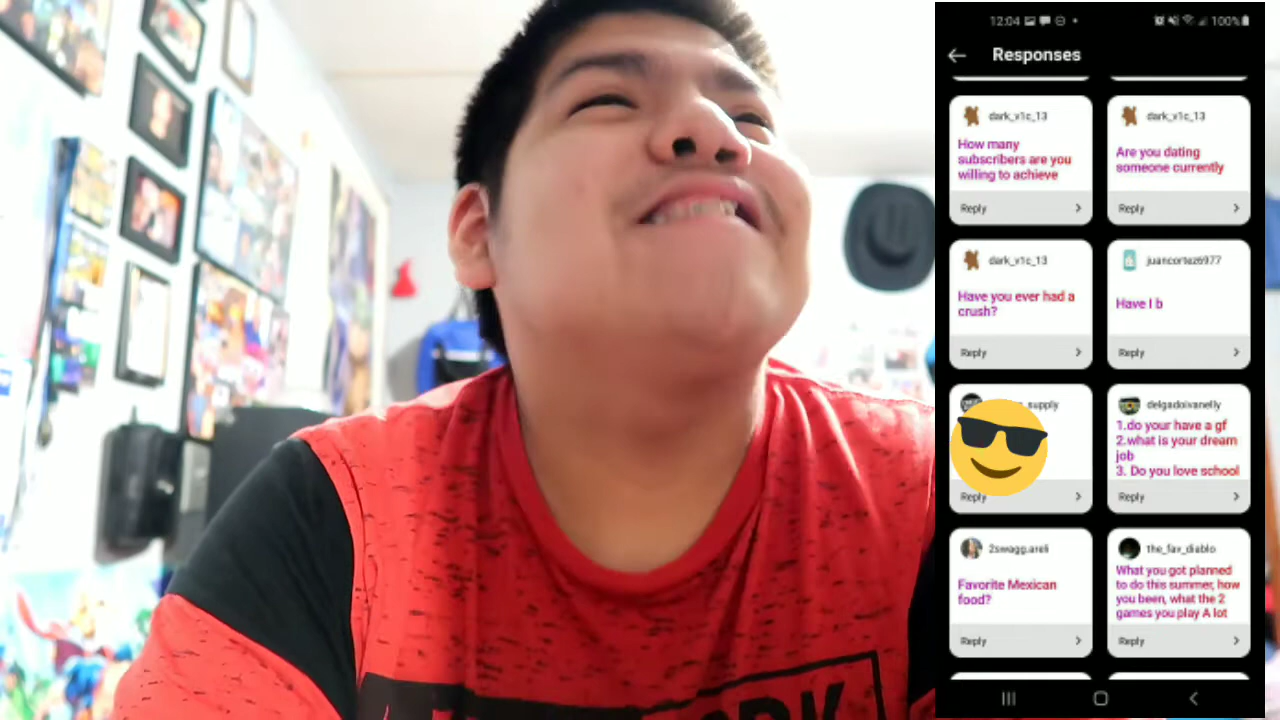 12:04
100%
Responses
dark_v1c_13
How many
subscribers are you
willing to achieve
Reply
dark_v1c_13
Are you dating
someone currently
Reply
dark_v1c_13
Have you ever had a
crush?
Reply
juancortez6977
Have I b
Reply
_supply
Reply
delgadoivanelly
1.do your have a gf
2.what is your dream
job
3. Do you love school
Reply
2swagg.areli
Favorite Mexican
food?
Reply
the_fav_diablo
What you got planned
to do this summer, how
you been, what the 2
games you play A lot
Reply